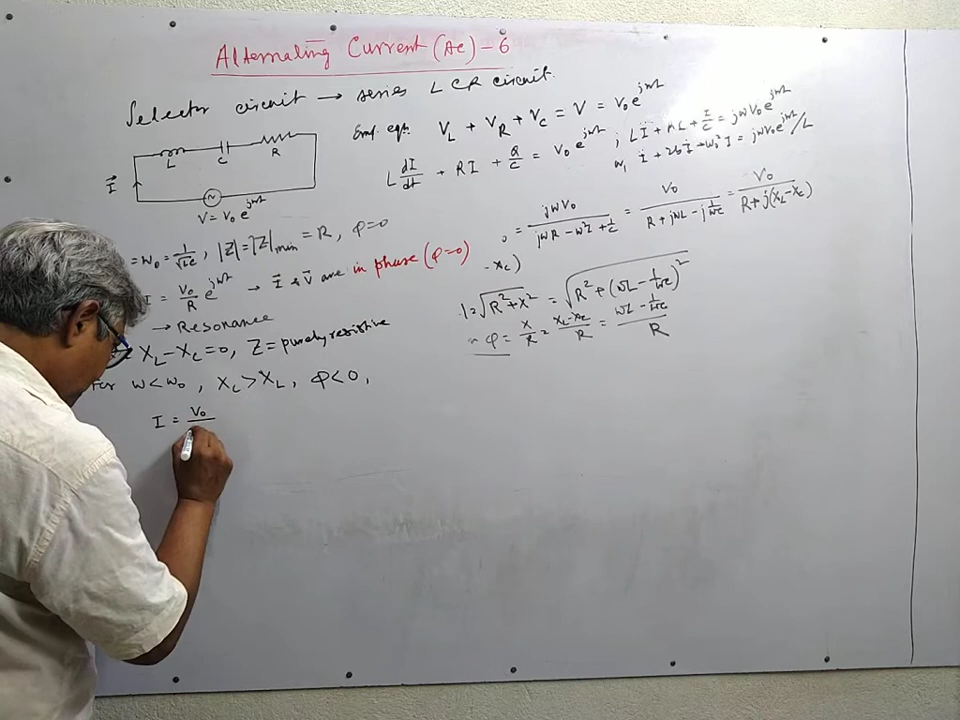 Alternating Current (AC) - 6
Selector circuit → series LCR circuit.
Emf eqn. V_L + V_R + V_C = V = V₀e^{jωt}
L dI/dt + RI + Q/C = V₀e^{jωt} ;
L C R
I⃗
V = V₀e^{jωt}
= jωV₀ / (jωR - ω²L + 1/C) = V₀ / (R + jωL - j 1/ωC) = V₀ / (R + j(X_L - X_C))
= ω₀ = 1/√LC , |Z| = |Z|_min = R, φ=0
I = V₀/R e^{jωt} → I⃗ & V⃗ are in phase (φ=0)
- X_C)
= √(R² + X²) = √(R² + (ωL - 1/ωC)²)
→ Resonance
φ = X/R = (X_L - X_C)/R = (ωL - 1/ωC)/R
X_L - X_C = 0, Z = purely resistive
For ω < ω₀, X_C > X_L, φ < 0,
I = V₀